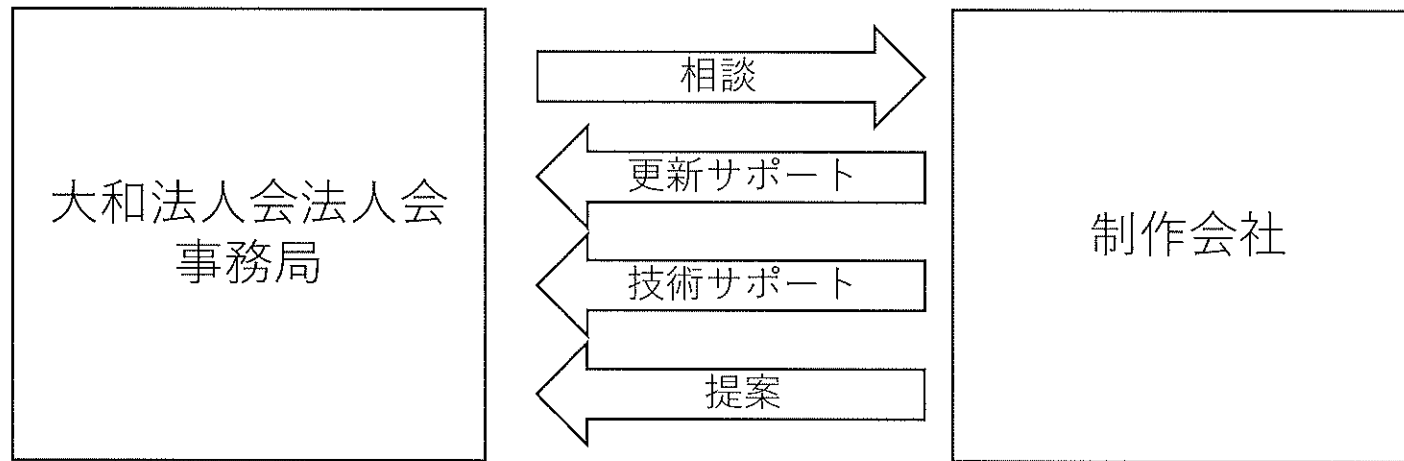 大和法人会法人会
事務局
相談
更新サポート
技術サポート
提案
制作会社